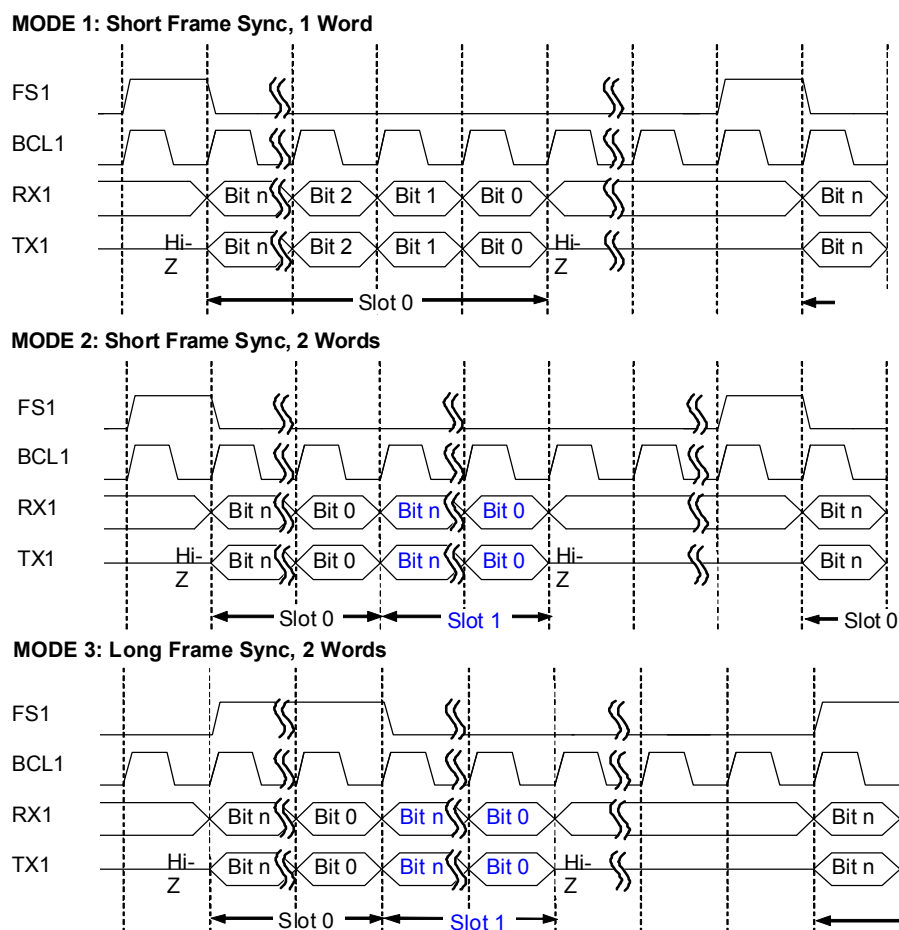 MODE 1: Short Frame Sync, 1 Word
FS1
BCL1
RX1 Bit n Bit 2 Bit 1 Bit 0 Bit n
TX1 Hi-Z Bit n Bit 2 Bit 1 Bit 0 Hi-Z Bit n
Slot 0
MODE 2: Short Frame Sync, 2 Words
FS1
BCL1
RX1 Bit n Bit 0 Bit n Bit 0 Bit n
TX1 Hi-Z Bit n Bit 0 Bit n Bit 0 Hi-Z Bit n
Slot 0 Slot 1 Slot 0
MODE 3: Long Frame Sync, 2 Words
FS1
BCL1
RX1 Bit n Bit 0 Bit n Bit 0 Bit n
TX1 Hi-Z Bit n Bit 0 Bit n Bit 0 Hi-Z Bit n
Slot 0 Slot 1